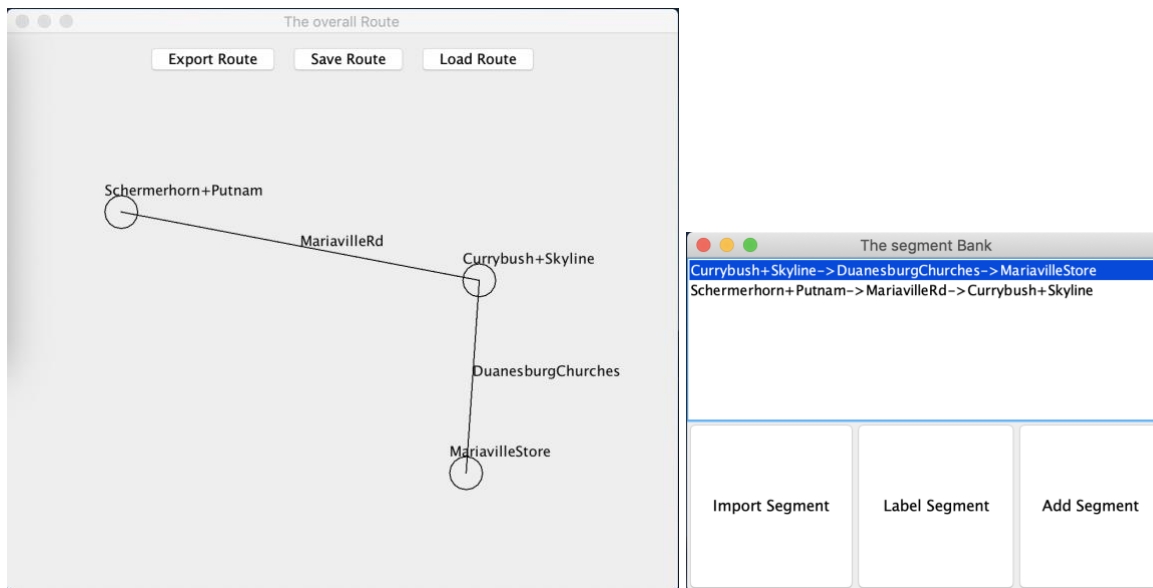 The overall Route
Export Route
Save Route
Load Route
Schermerhorn+Putnam
MariavilleRd
Currybush+Skyline
DuanesburgChurches
MariavilleStore
The segment Bank
Currybush+Skyline->DuanesburgChurches->MariavilleStore
Schermerhorn+Putnam->MariavilleRd->Currybush+Skyline
Import Segment
Label Segment
Add Segment